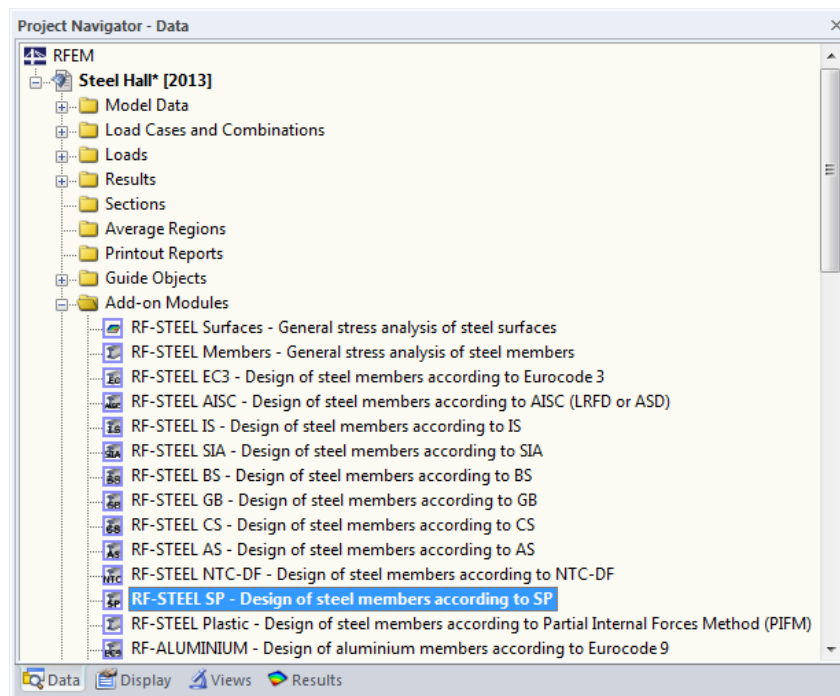 Project Navigator - Data
RFEM
Steel Hall* [2013]
Model Data
Load Cases and Combinations
Loads
Results
Sections
Average Regions
Printout Reports
Guide Objects
Add-on Modules
RF-STEEL Surfaces - General stress analysis of steel surfaces
RF-STEEL Members - General stress analysis of steel members
RF-STEEL EC3 - Design of steel members according to Eurocode 3
RF-STEEL AISC - Design of steel members according to AISC (LRFD or ASD)
RF-STEEL IS - Design of steel members according to IS
RF-STEEL SIA - Design of steel members according to SIA
RF-STEEL BS - Design of steel members according to BS
RF-STEEL GB - Design of steel members according to GB
RF-STEEL CS - Design of steel members according to CS
RF-STEEL AS - Design of steel members according to AS
RF-STEEL NTC-DF - Design of steel members according to NTC-DF
RF-STEEL SP - Design of steel members according to SP
RF-STEEL Plastic - Design of steel members according to Partial Internal Forces Method (PIFM)
RF-ALUMINIUM - Design of aluminium members according to Eurocode 9
Data Display Views Results